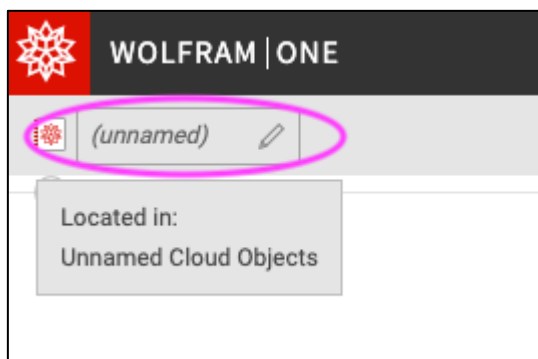 WOLFRAM | ONE
(unnamed)
Located in:
Unnamed Cloud Objects